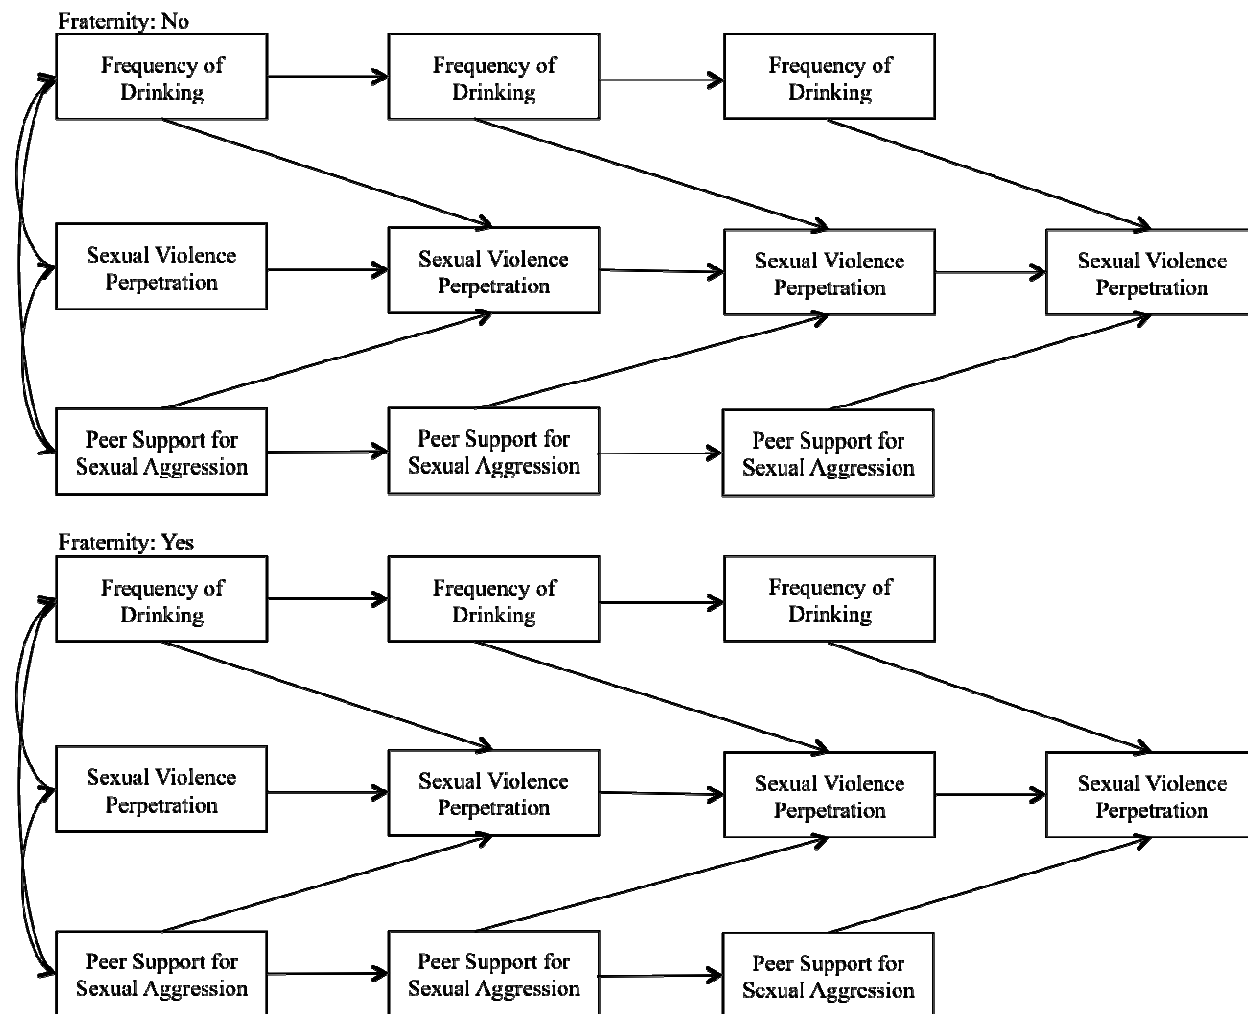 Fraternity: No
Frequency of
Drinking
Frequency of
Drinking
Frequency of
Drinking
Sexual Violence
Perpetration
Sexual Violence
Perpetration
Sexual Violence
Perpetration
Sexual Violence
Perpetration
Peer Support for
Sexual Aggression
Peer Support for
Sexual Aggression
Peer Support for
Sexual Aggression
Fraternity: Yes
Frequency of
Drinking
Frequency of
Drinking
Frequency of
Drinking
Sexual Violence
Perpetration
Sexual Violence
Perpetration
Sexual Violence
Perpetration
Sexual Violence
Perpetration
Peer Support for
Sexual Aggression
Peer Support for
Sexual Aggression
Peer Support for
Sexual Aggression